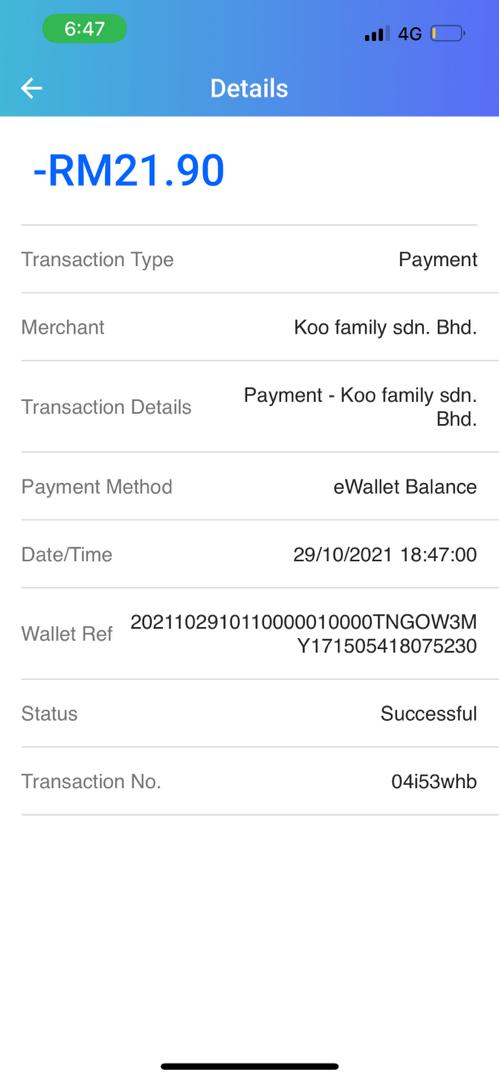 6:47
4G
Details
-RM21.90
Transaction Type
Payment
Merchant
Koo family sdn. Bhd.
Transaction Details
Payment - Koo family sdn.
Bhd.
Payment Method
eWallet Balance
Date/Time
29/10/2021 18:47:00
Wallet Ref
2021102910110000010000TNGOW3M
Y171505418075230
Status
Successful
Transaction No.
04i53whb